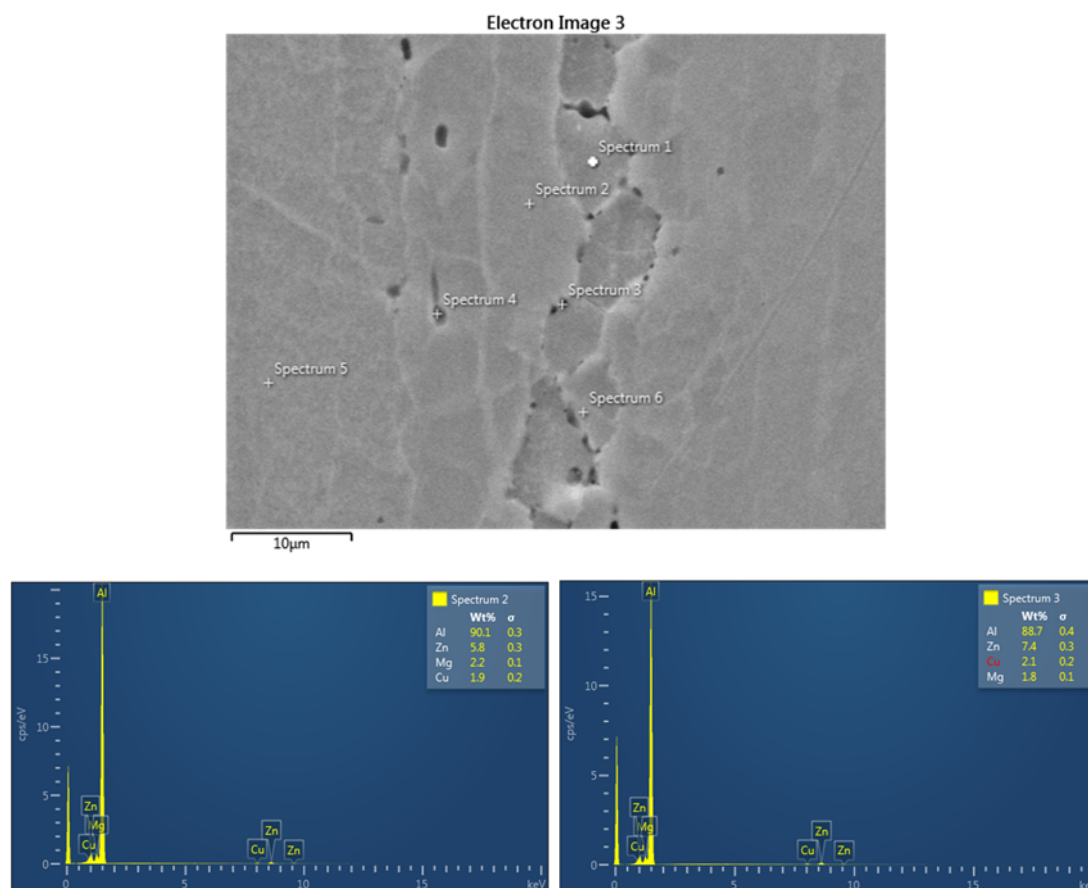 Electron Image 3
Spectrum 1
Spectrum 2
Spectrum 3
Spectrum 4
Spectrum 5
Spectrum 6
10µm
Spectrum 2
Wt% σ
Al 90.1 0.3
Zn 5.8 0.3
Mg 2.2 0.1
Cu 1.9 0.2
cps/eV
15
10
5
0
Al
Zn
Mg
Cu
Cu
Zn
Zn
0 5 10 15 keV
Spectrum 3
Wt% σ
Al 88.7 0.4
Zn 7.4 0.3
Cu 2.1 0.2
Mg 1.8 0.1
cps/eV
15
10
5
0
Al
Zn
Mg
Cu
Cu
Zn
Zn
0 5 10 15 keV